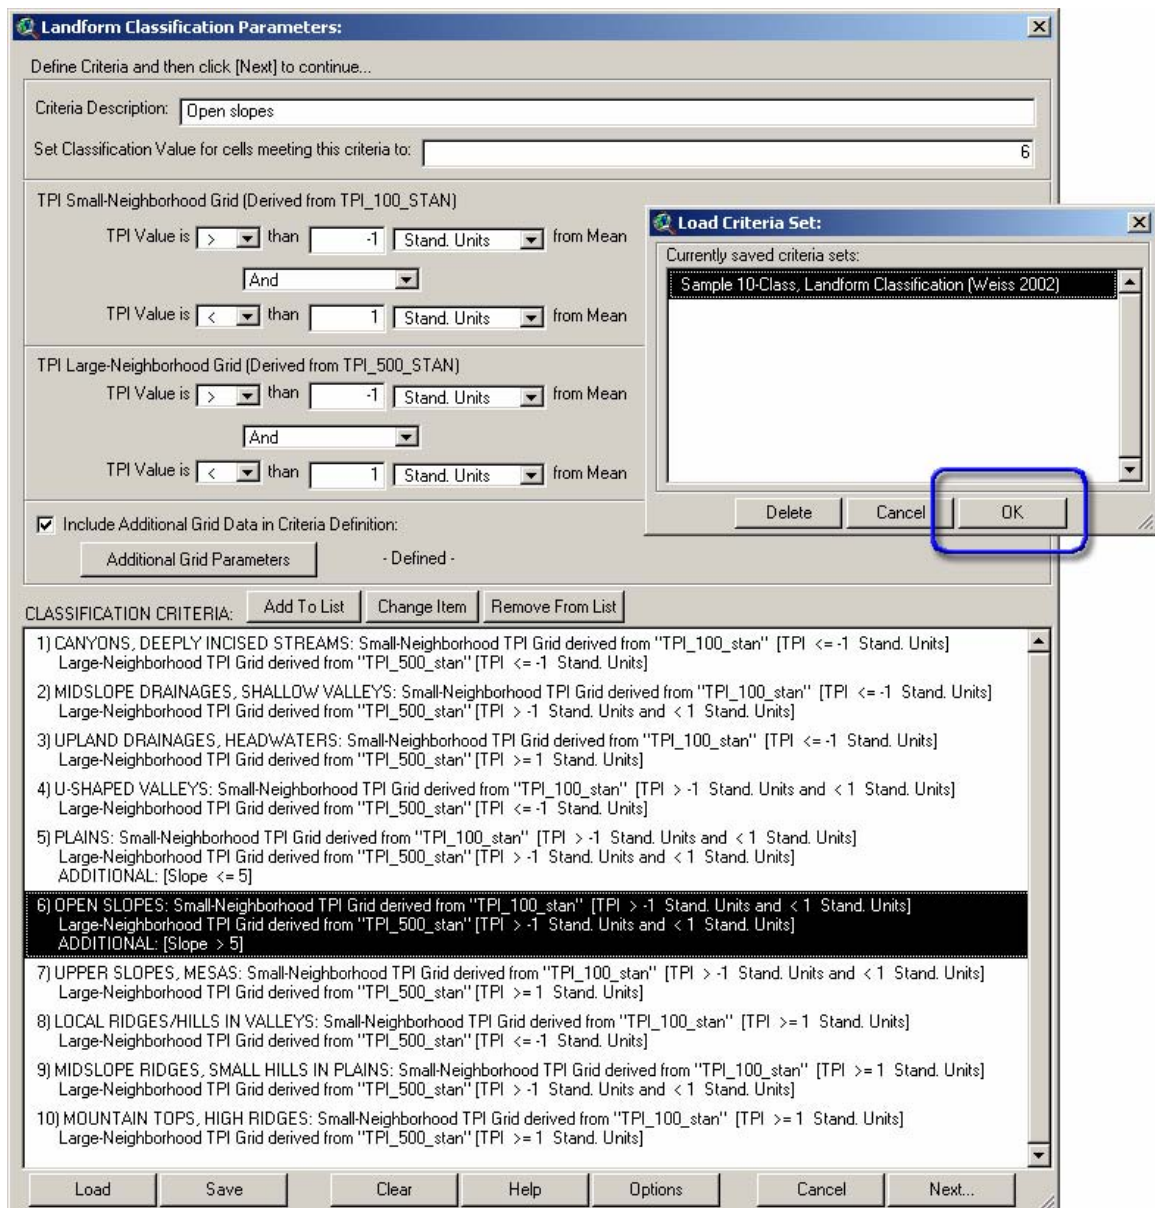 Landform Classification Parameters:
Define Criteria and then click [Next] to continue...
Criteria Description: Open slopes
Set Classification Value for cells meeting this criteria to: 6
TPI Small-Neighborhood Grid (Derived from TPI_100_STAN)
TPI Value is > than -1 Stand. Units from Mean
And
TPI Value is < than 1 Stand. Units from Mean
TPI Large-Neighborhood Grid (Derived from TPI_500_STAN)
TPI Value is > than -1 Stand. Units from Mean
And
TPI Value is < than 1 Stand. Units from Mean
Include Additional Grid Data in Criteria Definition:
Additional Grid Parameters - Defined -
Load Criteria Set:
Currently saved criteria sets:
Sample 10-Class, Landform Classification (Weiss 2002)
Delete Cancel OK
CLASSIFICATION CRITERIA: Add To List Change Item Remove From List
1) CANYONS, DEEPLY INCISED STREAMS: Small-Neighborhood TPI Grid derived from "TPI_100_stan" [TPI <= -1 Stand. Units]
Large-Neighborhood TPI Grid derived from "TPI_500_stan" [TPI <= -1 Stand. Units]
2) MIDSLOPE DRAINAGES, SHALLOW VALLEYS: Small-Neighborhood TPI Grid derived from "TPI_100_stan" [TPI <= -1 Stand. Units]
Large-Neighborhood TPI Grid derived from "TPI_500_stan" [TPI > -1 Stand. Units and < 1 Stand. Units]
3) UPLAND DRAINAGES, HEADWATERS: Small-Neighborhood TPI Grid derived from "TPI_100_stan" [TPI <= -1 Stand. Units]
Large-Neighborhood TPI Grid derived from "TPI_500_stan" [TPI >= 1 Stand. Units]
4) U-SHAPED VALLEYS: Small-Neighborhood TPI Grid derived from "TPI_100_stan" [TPI > -1 Stand. Units and < 1 Stand. Units]
Large-Neighborhood TPI Grid derived from "TPI_500_stan" [TPI <= -1 Stand. Units]
5) PLAINS: Small-Neighborhood TPI Grid derived from "TPI_100_stan" [TPI > -1 Stand. Units and < 1 Stand. Units]
Large-Neighborhood TPI Grid derived from "TPI_500_stan" [TPI > -1 Stand. Units and < 1 Stand. Units]
ADDITIONAL: [Slope <= 5]
6) OPEN SLOPES: Small-Neighborhood TPI Grid derived from "TPI_100_stan" [TPI > -1 Stand. Units and < 1 Stand. Units]
Large-Neighborhood TPI Grid derived from "TPI_500_stan" [TPI > -1 Stand. Units and < 1 Stand. Units]
ADDITIONAL: [Slope > 5]
7) UPPER SLOPES, MESAS: Small-Neighborhood TPI Grid derived from "TPI_100_stan" [TPI > -1 Stand. Units and < 1 Stand. Units]
Large-Neighborhood TPI Grid derived from "TPI_500_stan" [TPI >= 1 Stand. Units]
8) LOCAL RIDGES/HILLS IN VALLEYS: Small-Neighborhood TPI Grid derived from "TPI_100_stan" [TPI >= 1 Stand. Units]
Large-Neighborhood TPI Grid derived from "TPI_500_stan" [TPI <= -1 Stand. Units]
9) MIDSLOPE RIDGES, SMALL HILLS IN PLAINS: Small-Neighborhood TPI Grid derived from "TPI_100_stan" [TPI >= 1 Stand. Units]
Large-Neighborhood TPI Grid derived from "TPI_500_stan" [TPI > -1 Stand. Units and < 1 Stand. Units]
10) MOUNTAIN TOPS, HIGH RIDGES: Small-Neighborhood TPI Grid derived from "TPI_100_stan" [TPI >= 1 Stand. Units]
Large-Neighborhood TPI Grid derived from "TPI_500_stan" [TPI >= 1 Stand. Units]
Load Save Clear Help Options Cancel Next...